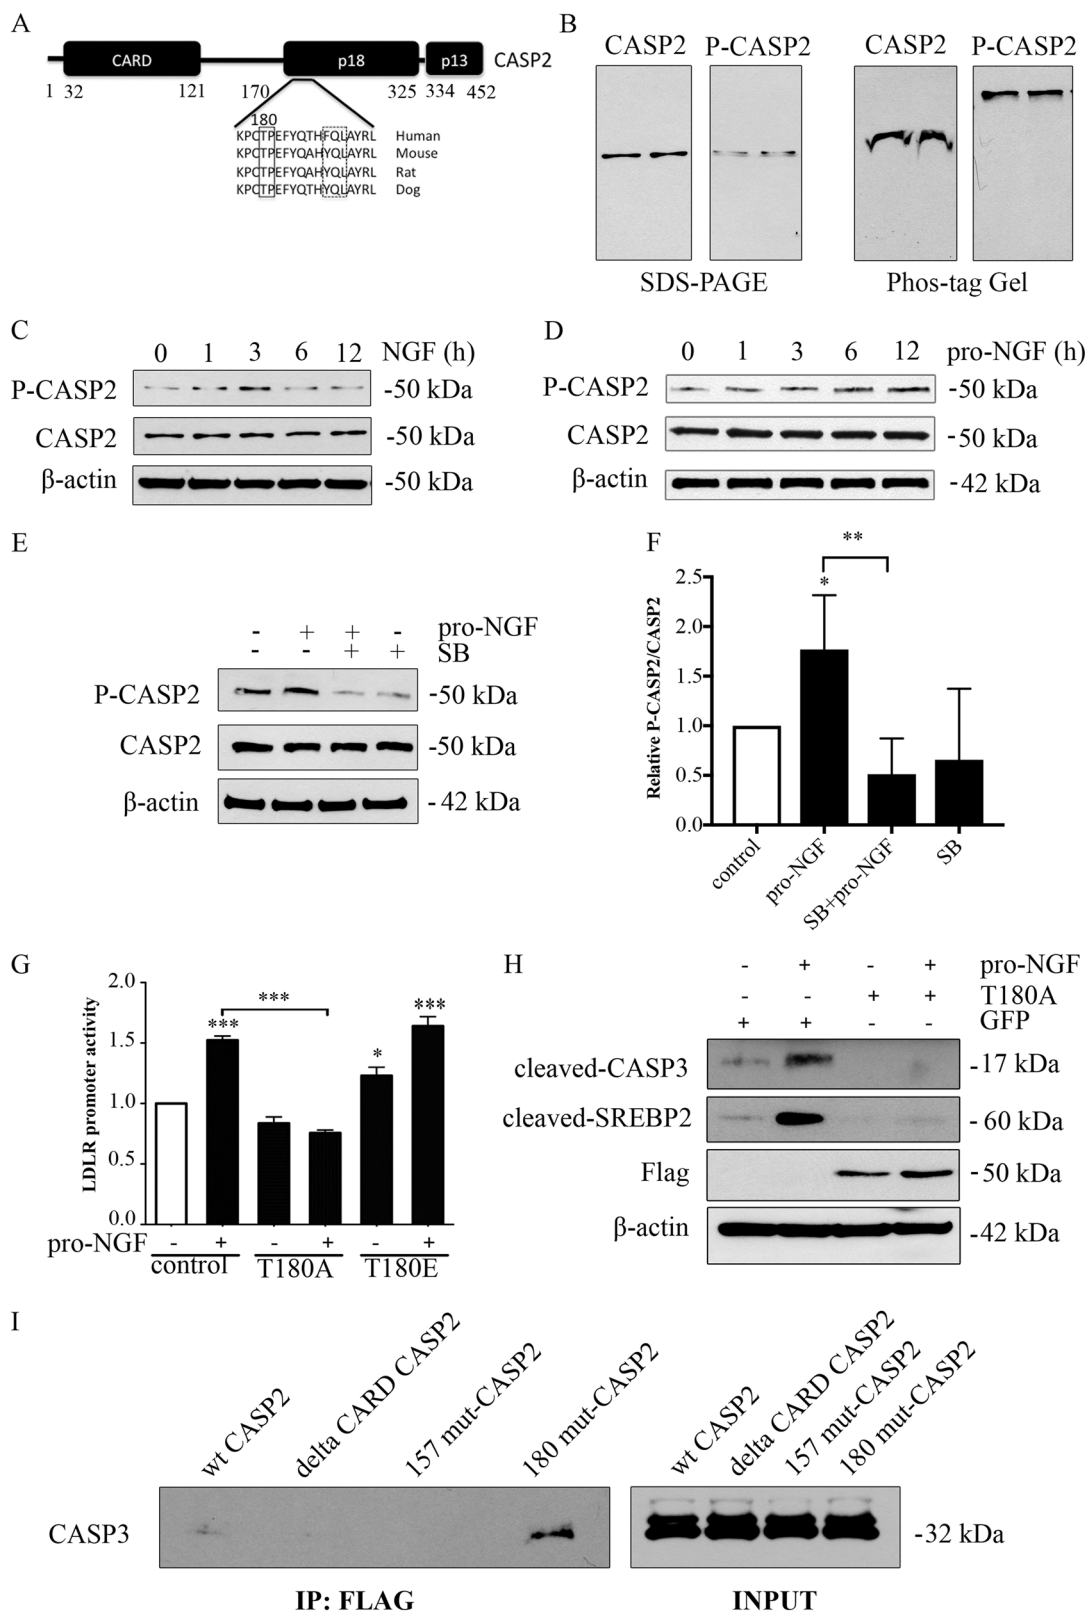 A
CARD
p18
p13
CASP2
1 32 121 170 325 334 452
180
KPCTPEFYQTHFQLAYRL Human
KPCTPEFYQAHYQLAYRL Mouse
KPCTPEFYQAHYQLAYRL Rat
KPCTPEFYQTHYQLAYRL Dog
B
CASP2 P-CASP2 CASP2 P-CASP2
SDS-PAGE Phos-tag Gel
C
0 1 3 6 12 NGF (h)
P-CASP2 -50 kDa
CASP2 -50 kDa
β-actin -50 kDa
D
0 1 3 6 12 pro-NGF (h)
P-CASP2 -50 kDa
CASP2 -50 kDa
β-actin -42 kDa
E
- + + - pro-NGF
- - + + SB
P-CASP2 -50 kDa
CASP2 -50 kDa
β-actin -42 kDa
F
**
*
Relative P-CASP2/CASP2
2.5
2.0
1.5
1.0
0.5
0.0
control
pro-NGF
SB+pro-NGF
SB
G
LDLR promoter activity
2.0
1.5
1.0
0.5
0.0
***
***
*
***
pro-NGF - + - + - +
control T180A T180E
H
- + - + pro-NGF
- - + + T180A
+ + - - GFP
cleaved-CASP3 -17 kDa
cleaved-SREBP2 -60 kDa
Flag -50 kDa
β-actin -42 kDa
I
wt CASP2
delta CARD CASP2
157 mut-CASP2
180 mut-CASP2
wt CASP2
delta CARD CASP2
157 mut-CASP2
180 mut-CASP2
CASP3 -32 kDa
IP: FLAG INPUT